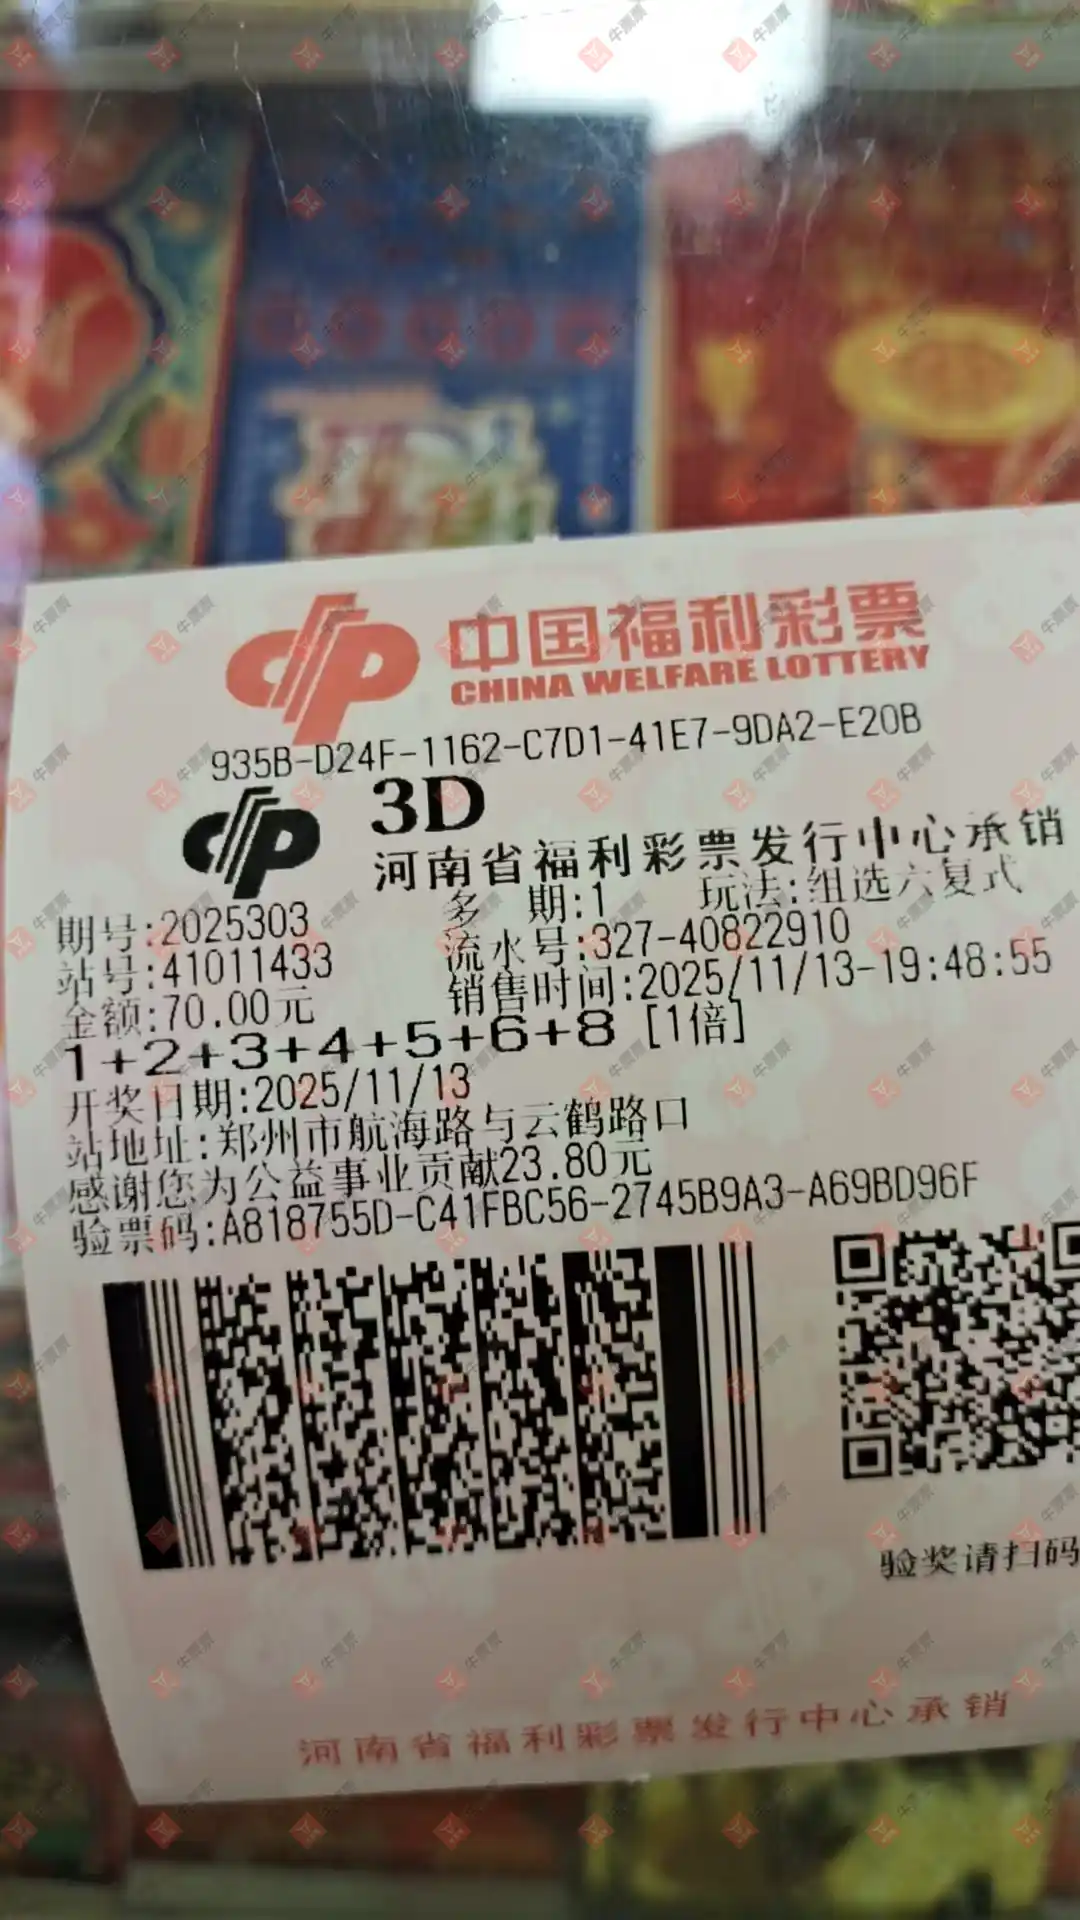 中国福利彩票
CHINA WELFARE LOTTERY
935B-D24F-1162-C7D1-41E7-9DA2-E20B
3D
河南省福利彩票发行中心承销
期号:2025303 多 期:1 玩法:组选六复式
站号:41011433 流水号:327-40822910
金额:70.00元 销售时间:2025/11/13-19:48:55
1+2+3+4+5+6+8 [1倍]
开奖日期:2025/11/13
站地址:郑州市航海路与云鹤路口
感谢您为公益事业贡献23.80元
验票码:A818755D-C41FBC56-2745B9A3-A69BD96F
验奖请扫码
河南省福利彩票发行中心承销
牛票票